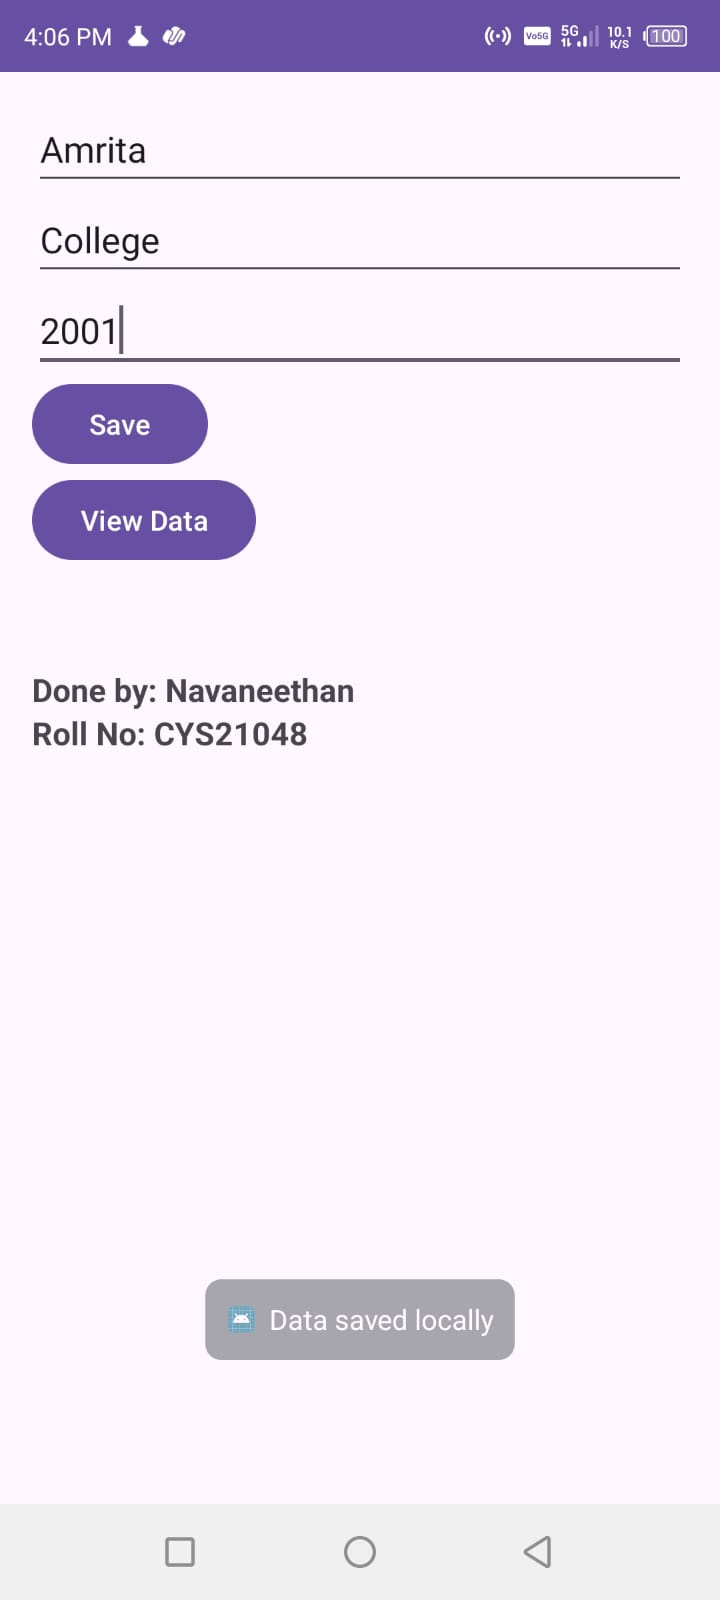 4:06 PM Vo5G 5G 10.1 K/S 100
Amrita
College
2001
Save
View Data
Done by: Navaneethan
Roll No: CYS21048
Data saved locally